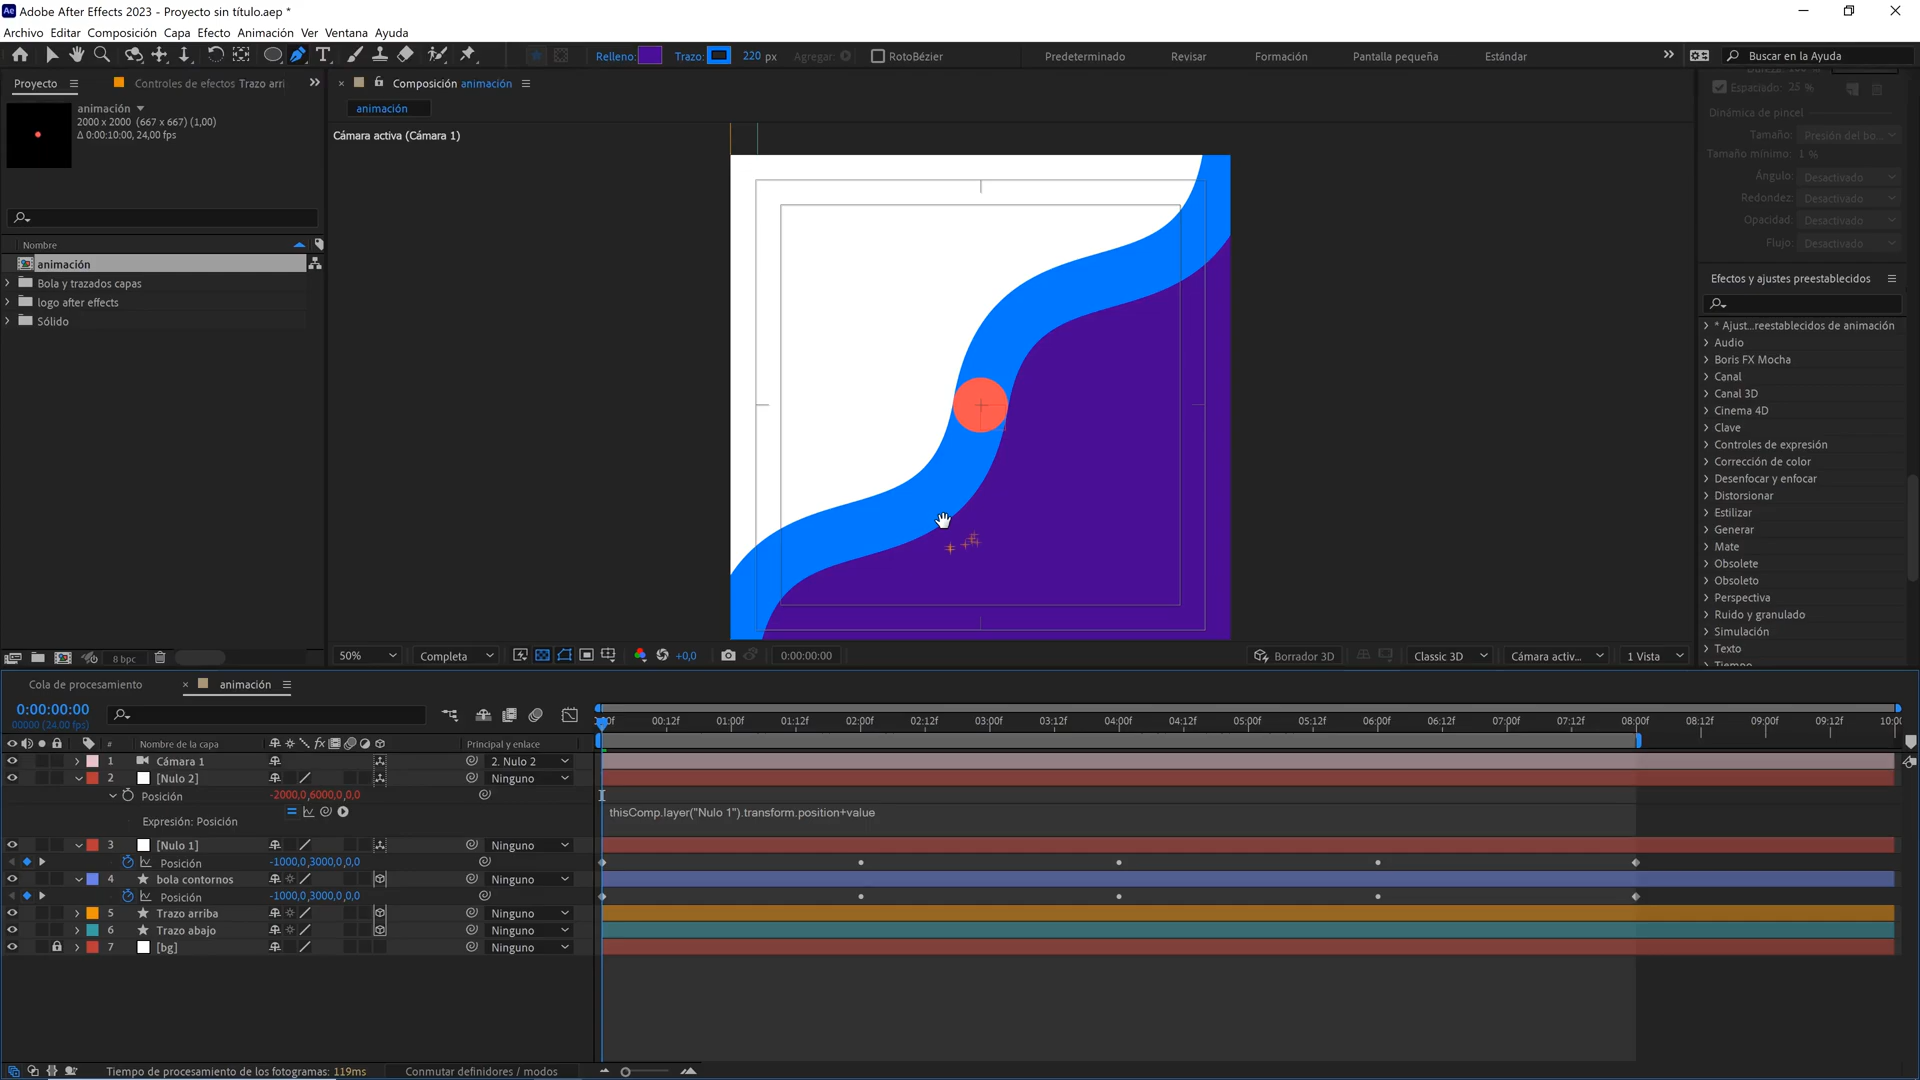 Adobe After Effects 2023 - Proyecto sin título.aep *
Archivo Editar Composición Capa Efecto Animación Ver Ventana Ayuda
Relleno: Trazo: 220 px Agregar: RotoBézier Predeterminado Revisar Formación Pantalla pequeña Estándar Buscar en la Ayuda
Proyecto Controles de efectos Trazo arri
Composición animación
animación
animación
2000 x 2000 (667 x 667) (1,00)
Δ 0:00:10:00, 24,00 fps
Cámara activa (Cámara 1)
Nombre
animación
Bola y trazados capas
logo after effects
Sólido
8 bpc
50% Completa +0,0 0:00:00:00 Borrador 3D Classic 3D Cámara activ... 1 Vista
Espaciado: 25 %
Dinámica de pincel
Tamaño: Presión del bo...
Tamaño mínimo: 1 %
Ángulo: Desactivado
Redondez: Desactivado
Opacidad: Desactivado
Flujo: Desactivado
Efectos y ajustes preestablecidos
* Ajust...reestablecidos de animación
Audio
Boris FX Mocha
Canal
Canal 3D
Cinema 4D
Clave
Controles de expresión
Corrección de color
Desenfocar y enfocar
Distorsionar
Estilizar
Generar
Mate
Obsolete
Obsoleto
Perspectiva
Ruido y granulado
Simulación
Texto
Tiempo
Cola de procesamiento animación
0:00:00:00
00000 (24.00 fps)
00:12f 01:00f 01:12f 02:00f 02:12f 03:00f 03:12f 04:00f 04:12f 05:00f 05:12f 06:00f 06:12f 07:00f 07:12f 08:00f 08:12f 09:00f 09:12f 10:0
# Nombre de la capa Principal y enlace
1 Cámara 1 2. Nulo 2
2 [Nulo 2] Ninguno
Posición -2000,0,6000,0,0,0
Expresión: Posición thisComp.layer("Nulo 1").transform.position+value
3 [Nulo 1] Ninguno
Posición -1000,0,3000,0,0,0
4 bola contornos Ninguno
Posición -1000,0,3000,0,0,0
5 Trazo arriba Ninguno
6 Trazo abajo Ninguno
7 [bg] Ninguno
Tiempo de procesamiento de los fotogramas: 119ms Conmutar definidores / modos